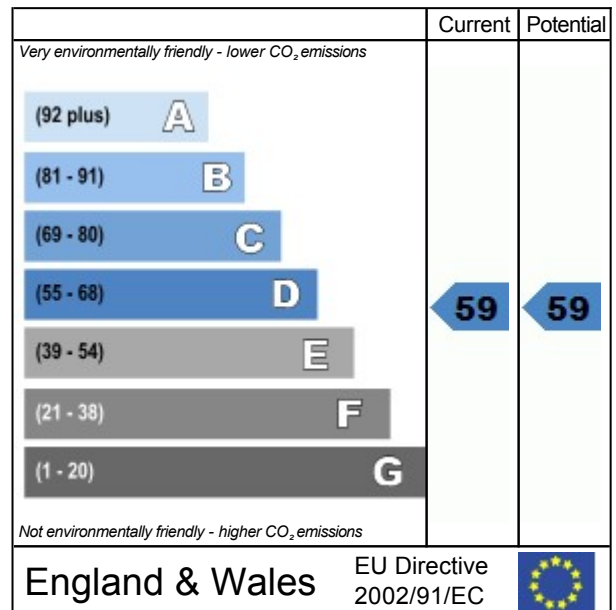 Current Potential
Very environmentally friendly - lower CO₂ emissions
(92 plus) A
(81 - 91) B
(69 - 80) C
(55 - 68) D
59 59
(39 - 54) E
(21 - 38) F
(1 - 20) G
Not environmentally friendly - higher CO₂ emissions
England & Wales
EU Directive
2002/91/EC